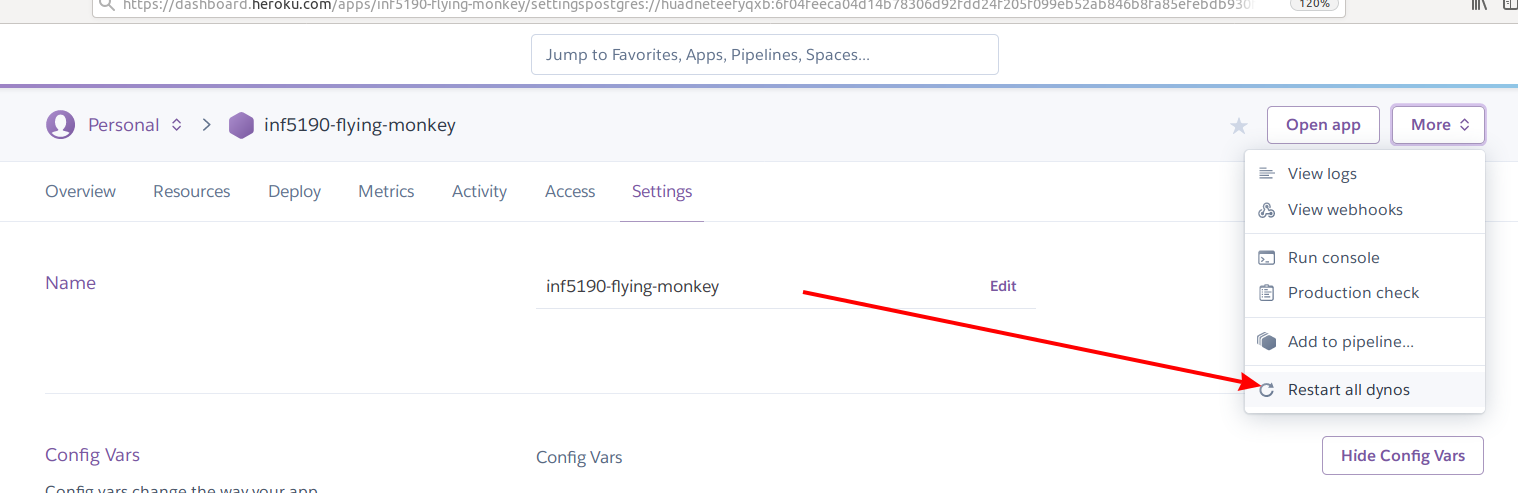 https://dashboard.heroku.com/apps/inf5190-flying-monkey/settingspostgres://huadneteefyqxb:6f04feeca04d14b78306d92fdd24f205f099eb52ab846b8fa85efebdb930 120%
Jump to Favorites, Apps, Pipelines, Spaces...
Personal inf5190-flying-monkey Open app More
Overview Resources Deploy Metrics Activity Access Settings
View logs
View webhooks
Run console
Production check
Add to pipeline...
Restart all dynos
Name inf5190-flying-monkey Edit
Config Vars Config Vars Hide Config Vars
Config vars change the way your app